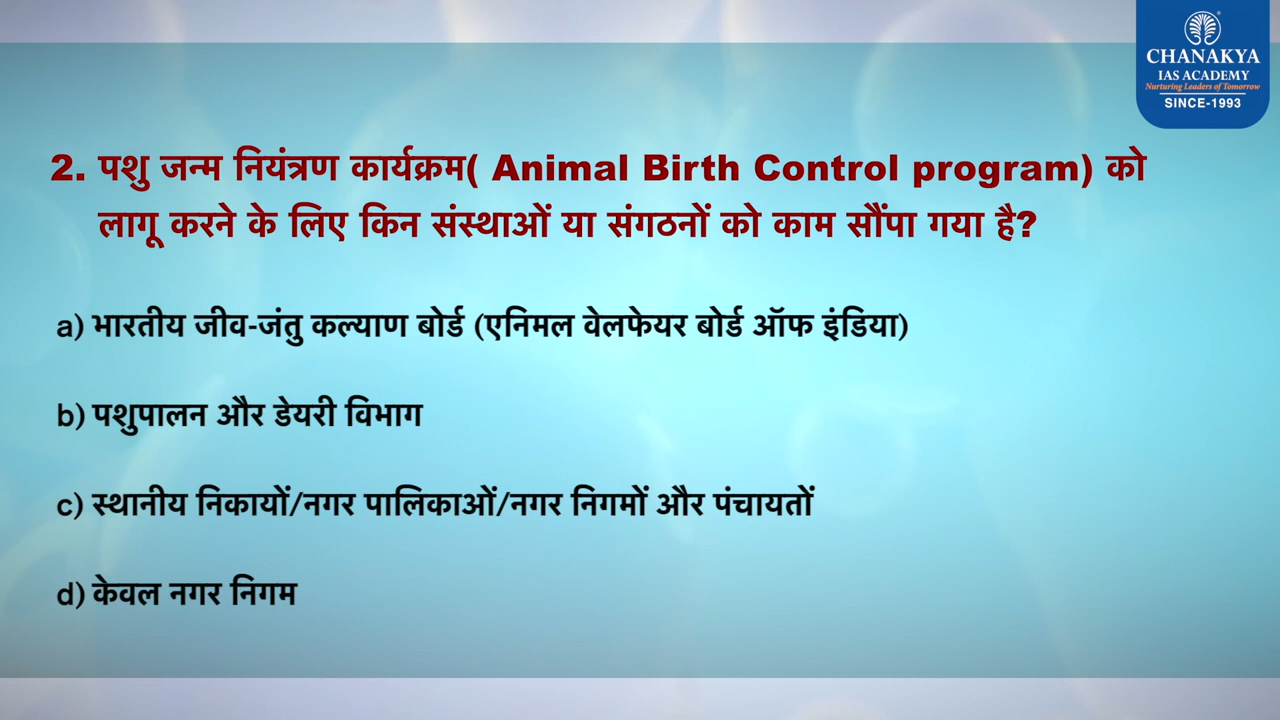 CHANAKYA
IAS ACADEMY
Nurturing Leaders of Tomorrow
SINCE-1993
2. पशु जन्म नियंत्रण कार्यक्रम( Animal Birth Control program) को
लागू करने के लिए किन संस्थाओं या संगठनों को काम सौंपा गया है?
a) भारतीय जीव-जंतु कल्याण बोर्ड (एनिमल वेलफेयर बोर्ड ऑफ इंडिया)
b) पशुपालन और डेयरी विभाग
c) स्थानीय निकायों/नगर पालिकाओं/नगर निगमों और पंचायतों
d) केवल नगर निगम